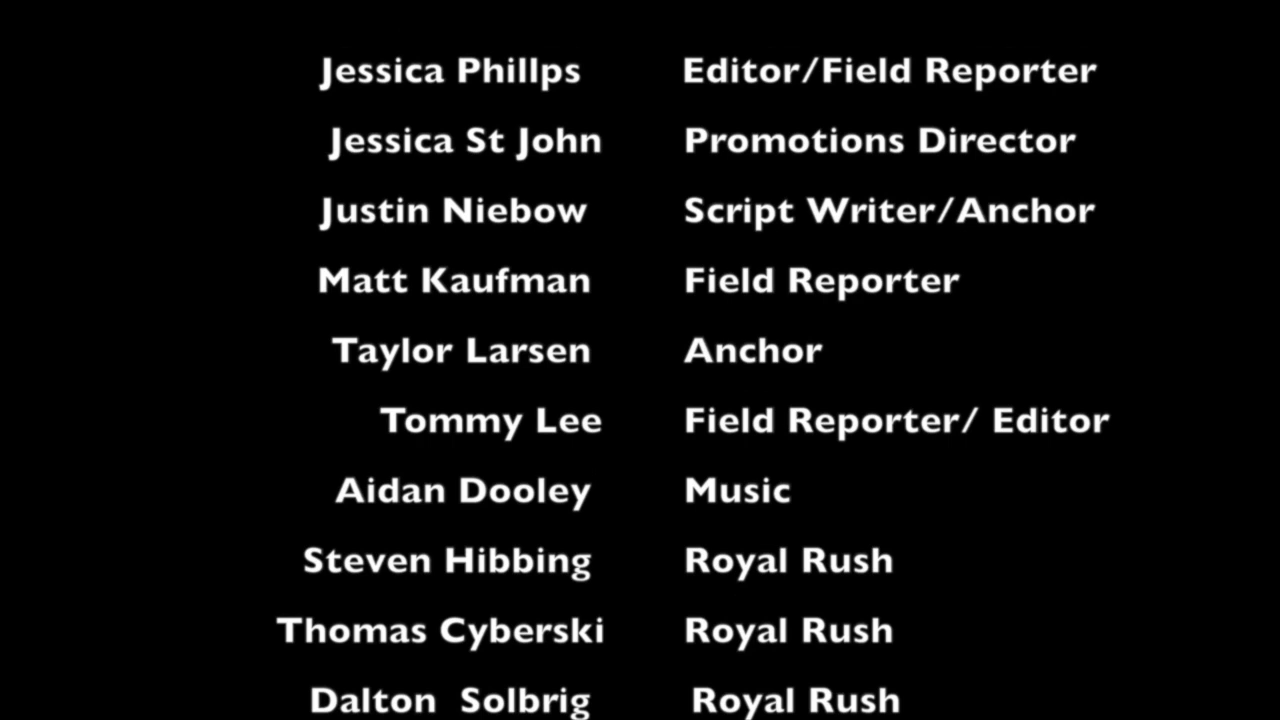 Jessica Phillps Editor/Field Reporter
Jessica St John Promotions Director
Justin Niebow Script Writer/Anchor
Matt Kaufman Field Reporter
Taylor Larsen Anchor
Tommy Lee Field Reporter/ Editor
Aidan Dooley Music
Steven Hibbing Royal Rush
Thomas Cyberski Royal Rush
Dalton  Solbrig Royal Rush